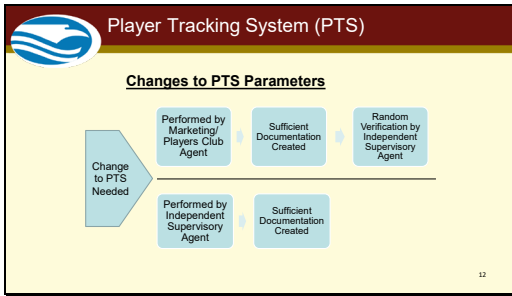 Player Tracking System (PTS)
Changes to PTS Parameters
Change
to PTS
Needed
Performed by
Marketing/
Players Club
Agent
Sufficient
Documentation
Created
Random
Verification by
Independent
Supervisory
Agent
Performed by
Independent
Supervisory
Agent
Sufficient
Documentation
Created
12